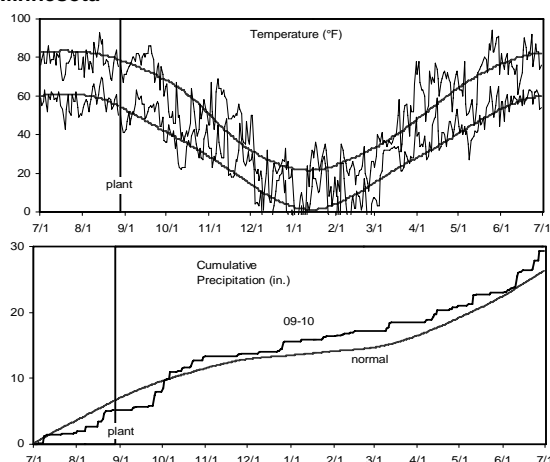 Minnesota
100
Temperature (°F)
80
60
40
20
plant
0
7/1 8/1 9/1 10/1 11/1 12/1 1/1 2/1 3/1 4/1 5/1 6/1 7/1
30
Cumulative
Precipitation (in.)
20
09-10
normal
10
plant
0
7/1 8/1 9/1 10/1 11/1 12/1 1/1 2/1 3/1 4/1 5/1 6/1 7/1